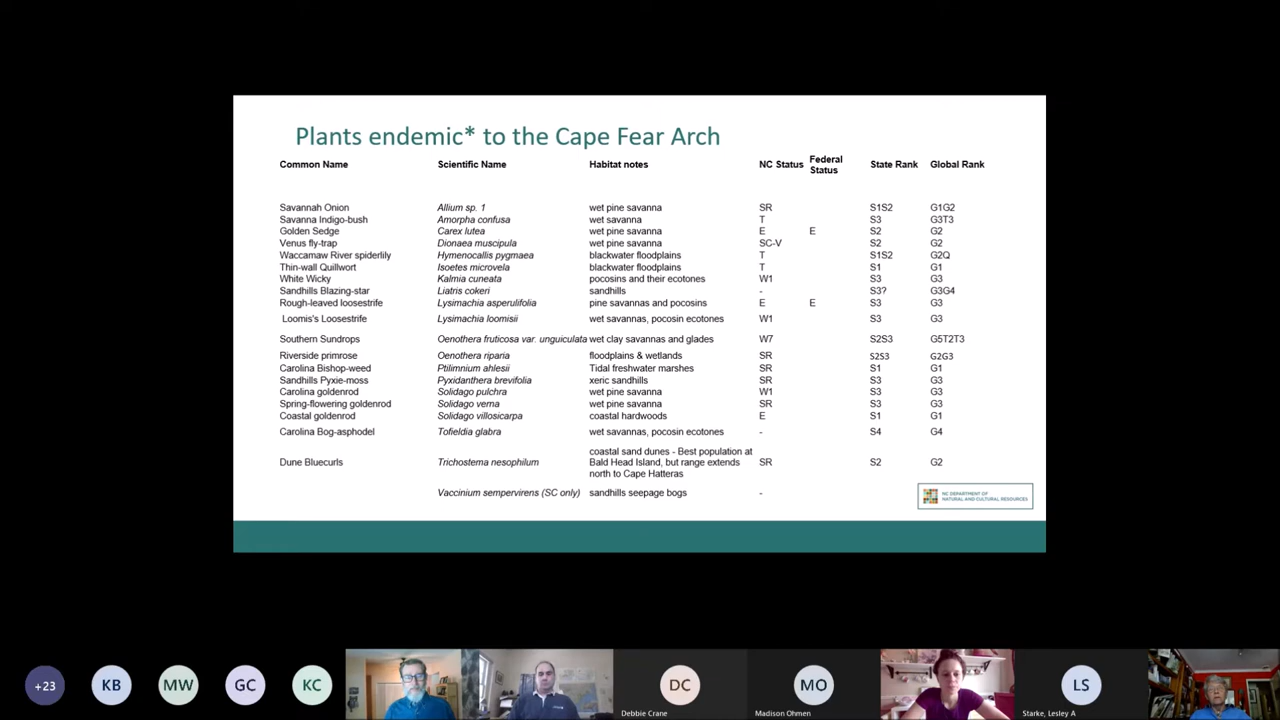 Plants endemic* to the Cape Fear Arch
Common Name Scientific Name Habitat notes NC Status Federal Status State Rank Global Rank
Savannah Onion Allium sp. 1 wet pine savanna SR S1S2 G1G2
Savanna Indigo-bush Amorpha confusa wet savanna T S3 G3T3
Golden Sedge Carex lutea wet pine savanna E E S2 G2
Venus fly-trap Dionaea muscipula wet pine savanna SC-V S2 G2
Waccamaw River spiderlily Hymenocallis pygmaea blackwater floodplains T S1S2 G2Q
Thin-wall Quillwort Isoetes microvela blackwater floodplains T S1 G1
White Wicky Kalmia cuneata pocosins and their ecotones W1 S3 G3
Sandhills Blazing-star Liatris cokeri sandhills - S3? G3G4
Rough-leaved loosestrife Lysimachia asperulifolia pine savannas and pocosins E E S3 G3
Loomis's Loosestrife Lysimachia loomisii wet savannas, pocosin ecotones W1 S3 G3
Southern Sundrops Oenothera fruticosa var. unguiculata wet clay savannas and glades W7 S2S3 G5T2T3
Riverside primrose Oenothera riparia floodplains & wetlands SR S2S3 G2G3
Carolina Bishop-weed Ptilimnium ahlesii Tidal freshwater marshes SR S1 G1
Sandhills Pyxie-moss Pyxidanthera brevifolia xeric sandhills SR S3 G3
Carolina goldenrod Solidago pulchra wet pine savanna W1 S3 G3
Spring-flowering goldenrod Solidago verna wet pine savanna SR S3 G3
Coastal goldenrod Solidago villosicarpa coastal hardwoods E S1 G1
Carolina Bog-asphodel Tofieldia glabra wet savannas, pocosin ecotones - S4 G4
Dune Bluecurls Trichostema nesophilum coastal sand dunes - Best population at Bald Head Island, but range extends north to Cape Hatteras SR S2 G2
Vaccinium sempervirens (SC only) sandhills seepage bogs -
NC DEPARTMENT OF
NATURAL AND CULTURAL RESOURCES
+23 KB MW GC KC DC MO LS
Debbie Crane Madison Ohmen Starke, Lesley A